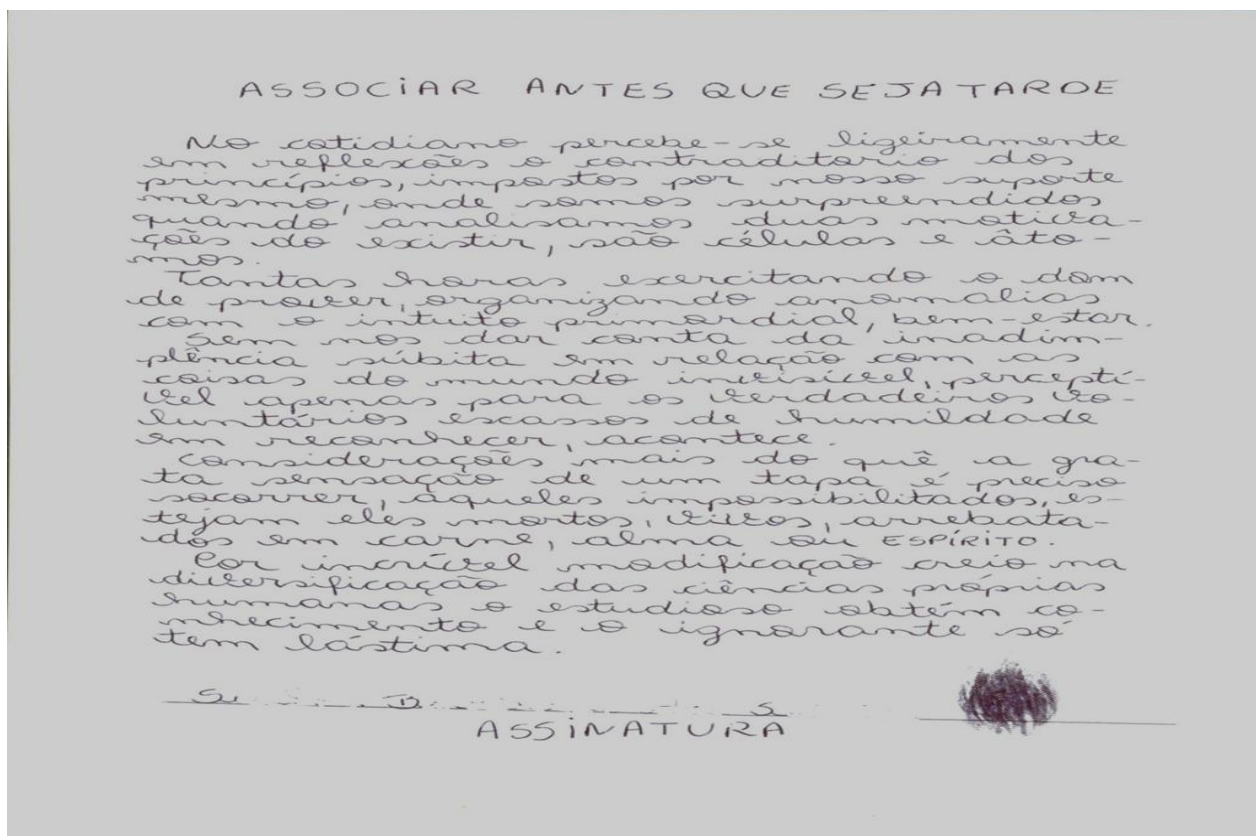 ASSOCIAR ANTES QUE SEJA TARDE
No cotidiano percebe-se ligeiramente
em reflexões o contraditorio dos
princípios, impostos por nosso suporte
mesmo, onde somos surpreendidos
quando analisamos duas motiva-
ções do existir, são células e âto-
mos.
Tantas horas exercitando o dom
de prover, organizando anomalias
com o intuito primordial, bem-estar.
Sem nos dar conta da inadim-
plência súbita em relação com as
coisas do mundo invisível, perceptí-
vel apenas para os verdadeiros vo-
luntários escassos de humildade
em reconhecer, acontece.
Considerações mais do quê a gra-
ta sensação de um tapa é preciso
socorrer, àqueles impossibilitados, es-
tejam eles mortos, vivos, arrebata-
dos em carne, alma ou ESPÍRITO.
Por incrível modificação creio na
diversificação das ciências próprias
humanas o estudioso obtém co-
nhecimento e o ignorante só
tem lástima.
S D S
ASSINATURA